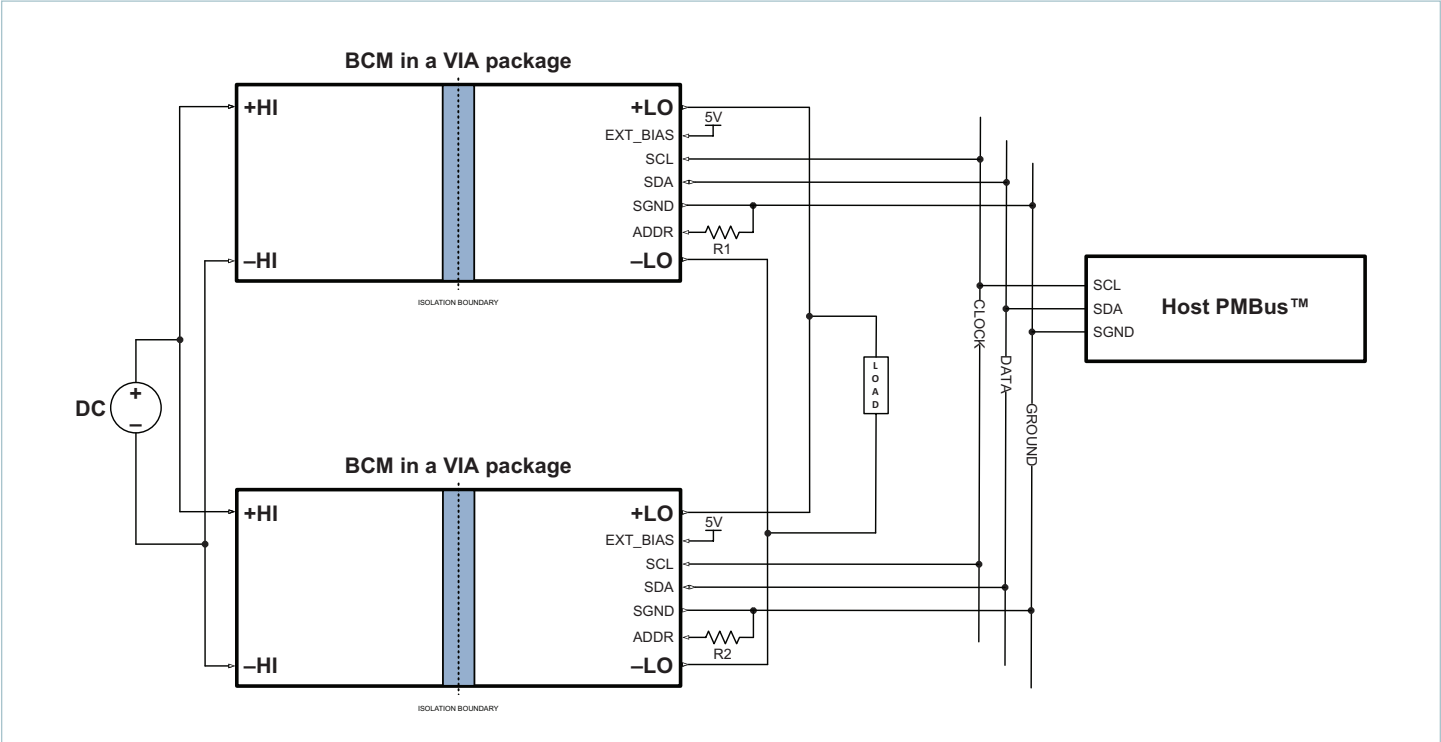 BCM in a VIA package
+HI
–HI
+LO
5V
EXT_BIAS
SCL
SDA
SGND
ADDR
R1
–LO
ISOLATION BOUNDARY
DC
+
–
L
O
A
D
CLOCK
DATA
GROUND
SCL
SDA
SGND
Host PMBus™
BCM in a VIA package
+HI
–HI
+LO
5V
EXT_BIAS
SCL
SDA
SGND
ADDR
R2
–LO
ISOLATION BOUNDARY